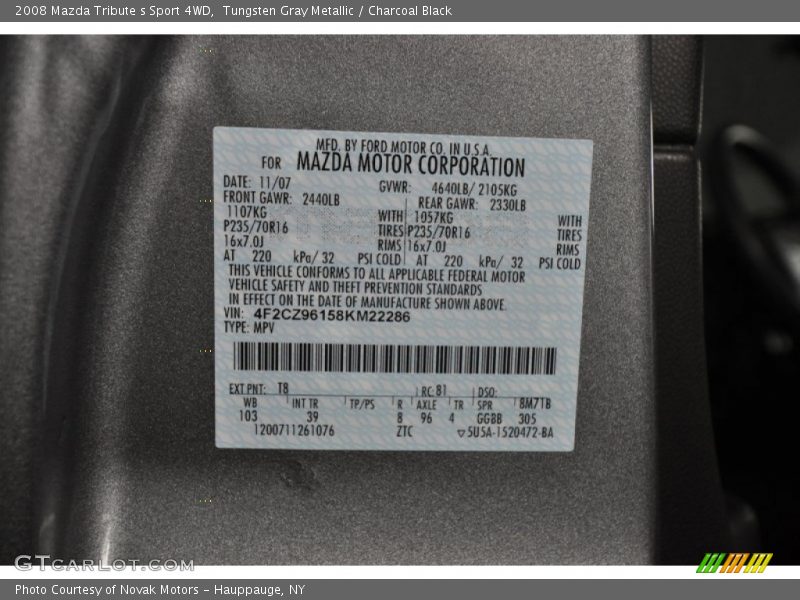 2008 Mazda Tribute s Sport 4WD,  Tungsten Gray Metallic / Charcoal Black
MFD. BY FORD MOTOR CO. IN U.S.A.
FOR MAZDA MOTOR CORPORATION
DATE: 11/07 GVWR: 4640LB/ 2105KG
FRONT GAWR: 2440LB REAR GAWR: 2330LB
1107KG WITH 1057KG WITH
P235/70R16 TIRES P235/70R16 TIRES
16x7.0J RIMS 16x7.0J RIMS
AT 220 kPa/ 32 PSI COLD AT 220 kPa/ 32 PSI COLD
THIS VEHICLE CONFORMS TO ALL APPLICABLE FEDERAL MOTOR
VEHICLE SAFETY AND THEFT PREVENTION STANDARDS
IN EFFECT ON THE DATE OF MANUFACTURE SHOWN ABOVE.
VIN: 4F2CZ96158KM22286
TYPE: MPV
EXT PNT: T8 RC: 81 DSO:
WB INT TR TP/PS R AXLE TR SPR 8M7TB
103 39 8 96 4 GGBB 305
1200711261076 ZTC ▽5U5A-1520472-BA
GTCARLOT.COM
Photo Courtesy of Novak Motors - Hauppauge, NY